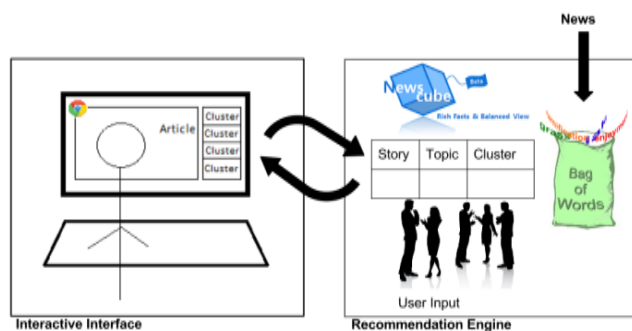 News
News
cube
Beta
Rich Facts & Balanced View
Article
Cluster
Cluster
Cluster
Cluster
Story Topic Cluster
Bag
of
Words
User Input
Interactive Interface
Recommendation Engine